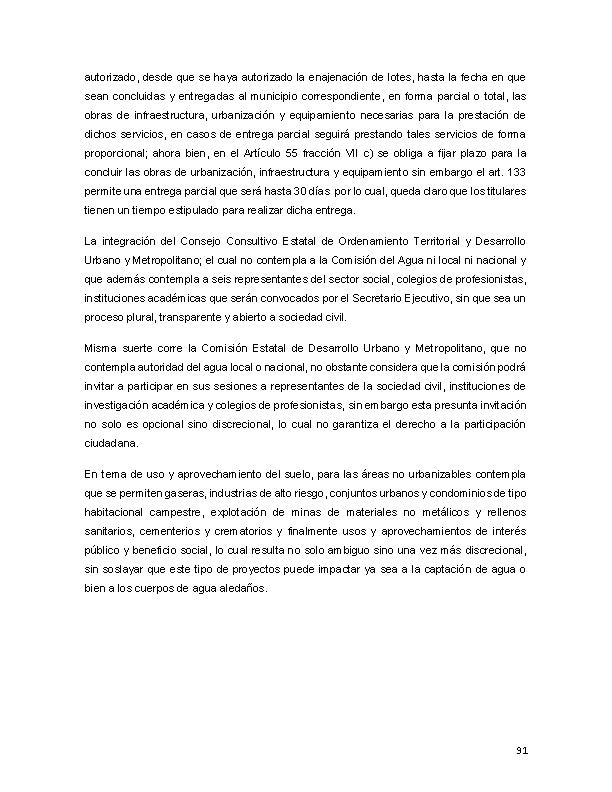 autorizado, desde que se haya autorizado la enajenación de lotes, hasta la fecha en que
sean concluidas y entregadas al municipio correspondiente, en forma parcial o total, las
obras de infraestructura, urbanización y equipamiento necesarias para la prestación de
dichos servicios, en casos de entrega parcial seguirá prestando tales servicios de forma
proporcional; ahora bien, en el Artículo 55 fracción VII c) se obliga a fijar plazo para la
concluir las obras de urbanización, infraestructura y equipamiento sin embargo el art. 133
permite una entrega parcial que será hasta 30 días por lo cual, queda claro que los titulares
tienen un tiempo estipulado para realizar dicha entrega.
La integración del Consejo Consultivo Estatal de Ordenamiento Territorial y Desarrollo
Urbano y Metropolitano; el cual no contempla a la Comisión del Agua ni local ni nacional y
que además contempla a seis representantes del sector social, colegios de profesionistas,
instituciones académicas que serán convocados por el Secretario Ejecutivo, sin que sea un
proceso plural, transparente y abierto a sociedad civil.
Misma suerte corre la Comisión Estatal de Desarrollo Urbano y Metropolitano, que no
contempla autoridad del agua local o nacional, no obstante considera que la comisión podrá
invitar a participar en sus sesiones a representantes de la sociedad civil, instituciones de
investigación académica y colegios de profesionistas, sin embargo esta presunta invitación
no solo es opcional sino discrecional, lo cual no garantiza el derecho a la participación
ciudadana.
En tema de uso y aprovechamiento del suelo, para las áreas no urbanizables contempla
que se permiten gaseras, industrias de alto riesgo, conjuntos urbanos y condominios de tipo
habitacional campestre, explotación de minas de materiales no metálicos y rellenos
sanitarios, cementerios y crematorios y finalmente usos y aprovechamientos de interés
público y beneficio social, lo cual resulta no solo ambiguo sino una vez más discrecional,
sin soslayar que este tipo de proyectos puede impactar ya sea a la captación de agua o
bien a los cuerpos de agua aledaños.
91